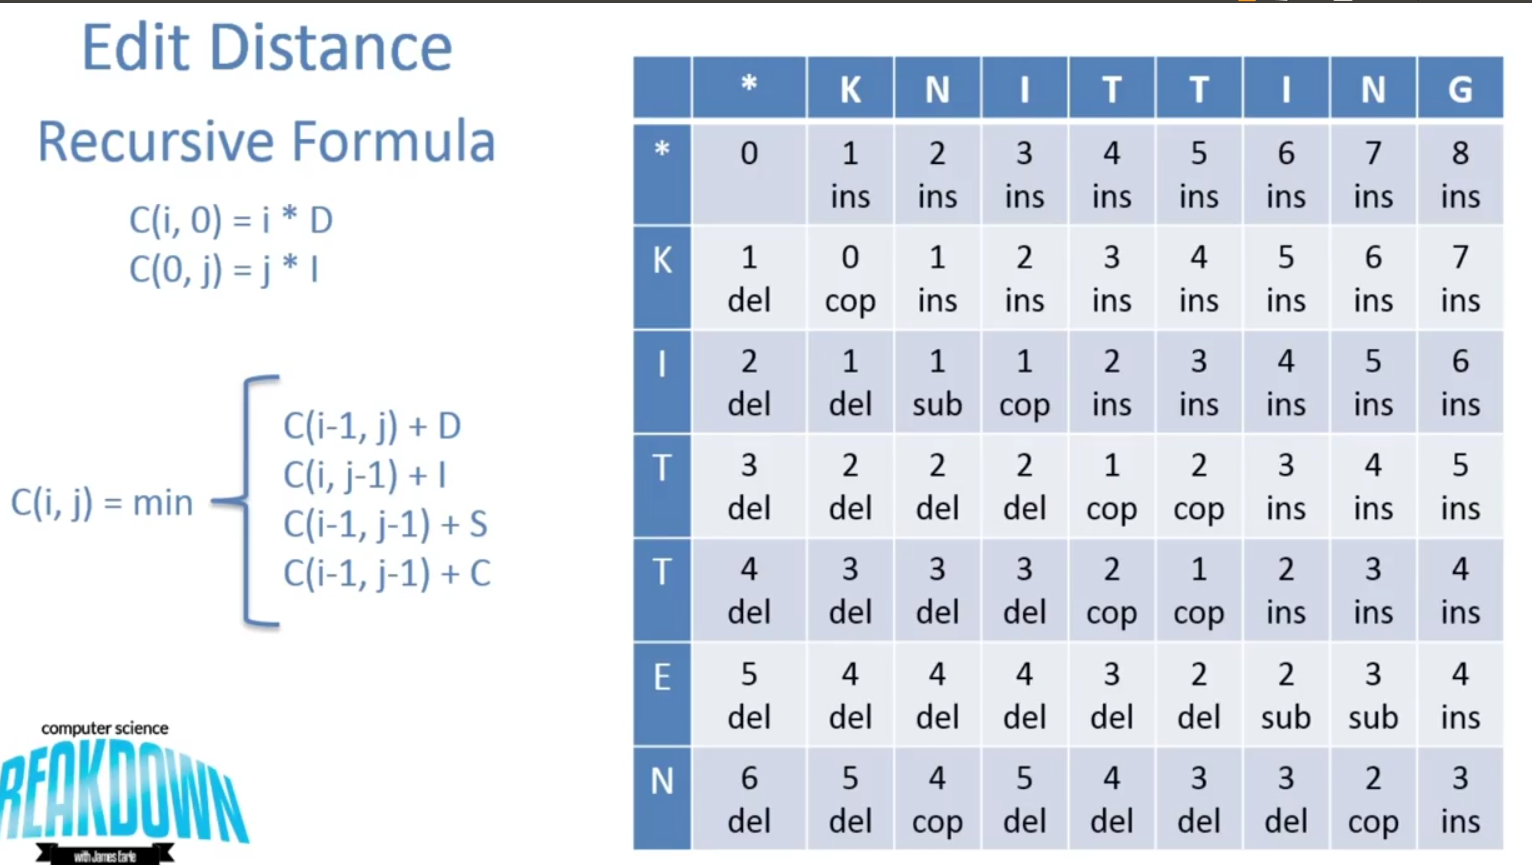 Edit Distance
Recursive Formula
C(i, 0) = i * D
C(0, j) = j * I
C(i, j) = min
C(i-1, j) + D
C(i, j-1) + I
C(i-1, j-1) + S
C(i-1, j-1) + C
* K N I T T I N G
* 0 1 2 3 4 5 6 7 8
ins ins ins ins ins ins ins ins
K 1 0 1 2 3 4 5 6 7
del cop ins ins ins ins ins ins ins
I 2 1 1 1 2 3 4 5 6
del del sub cop ins ins ins ins ins
T 3 2 2 2 1 2 3 4 5
del del del del cop cop ins ins ins
T 4 3 3 3 2 1 2 3 4
del del del del cop cop ins ins ins
E 5 4 4 4 3 2 2 3 4
del del del del del del sub sub ins
N 6 5 4 5 4 3 3 2 3
del del cop del del del del cop ins
computer science
REAKDOWN
with James Earle